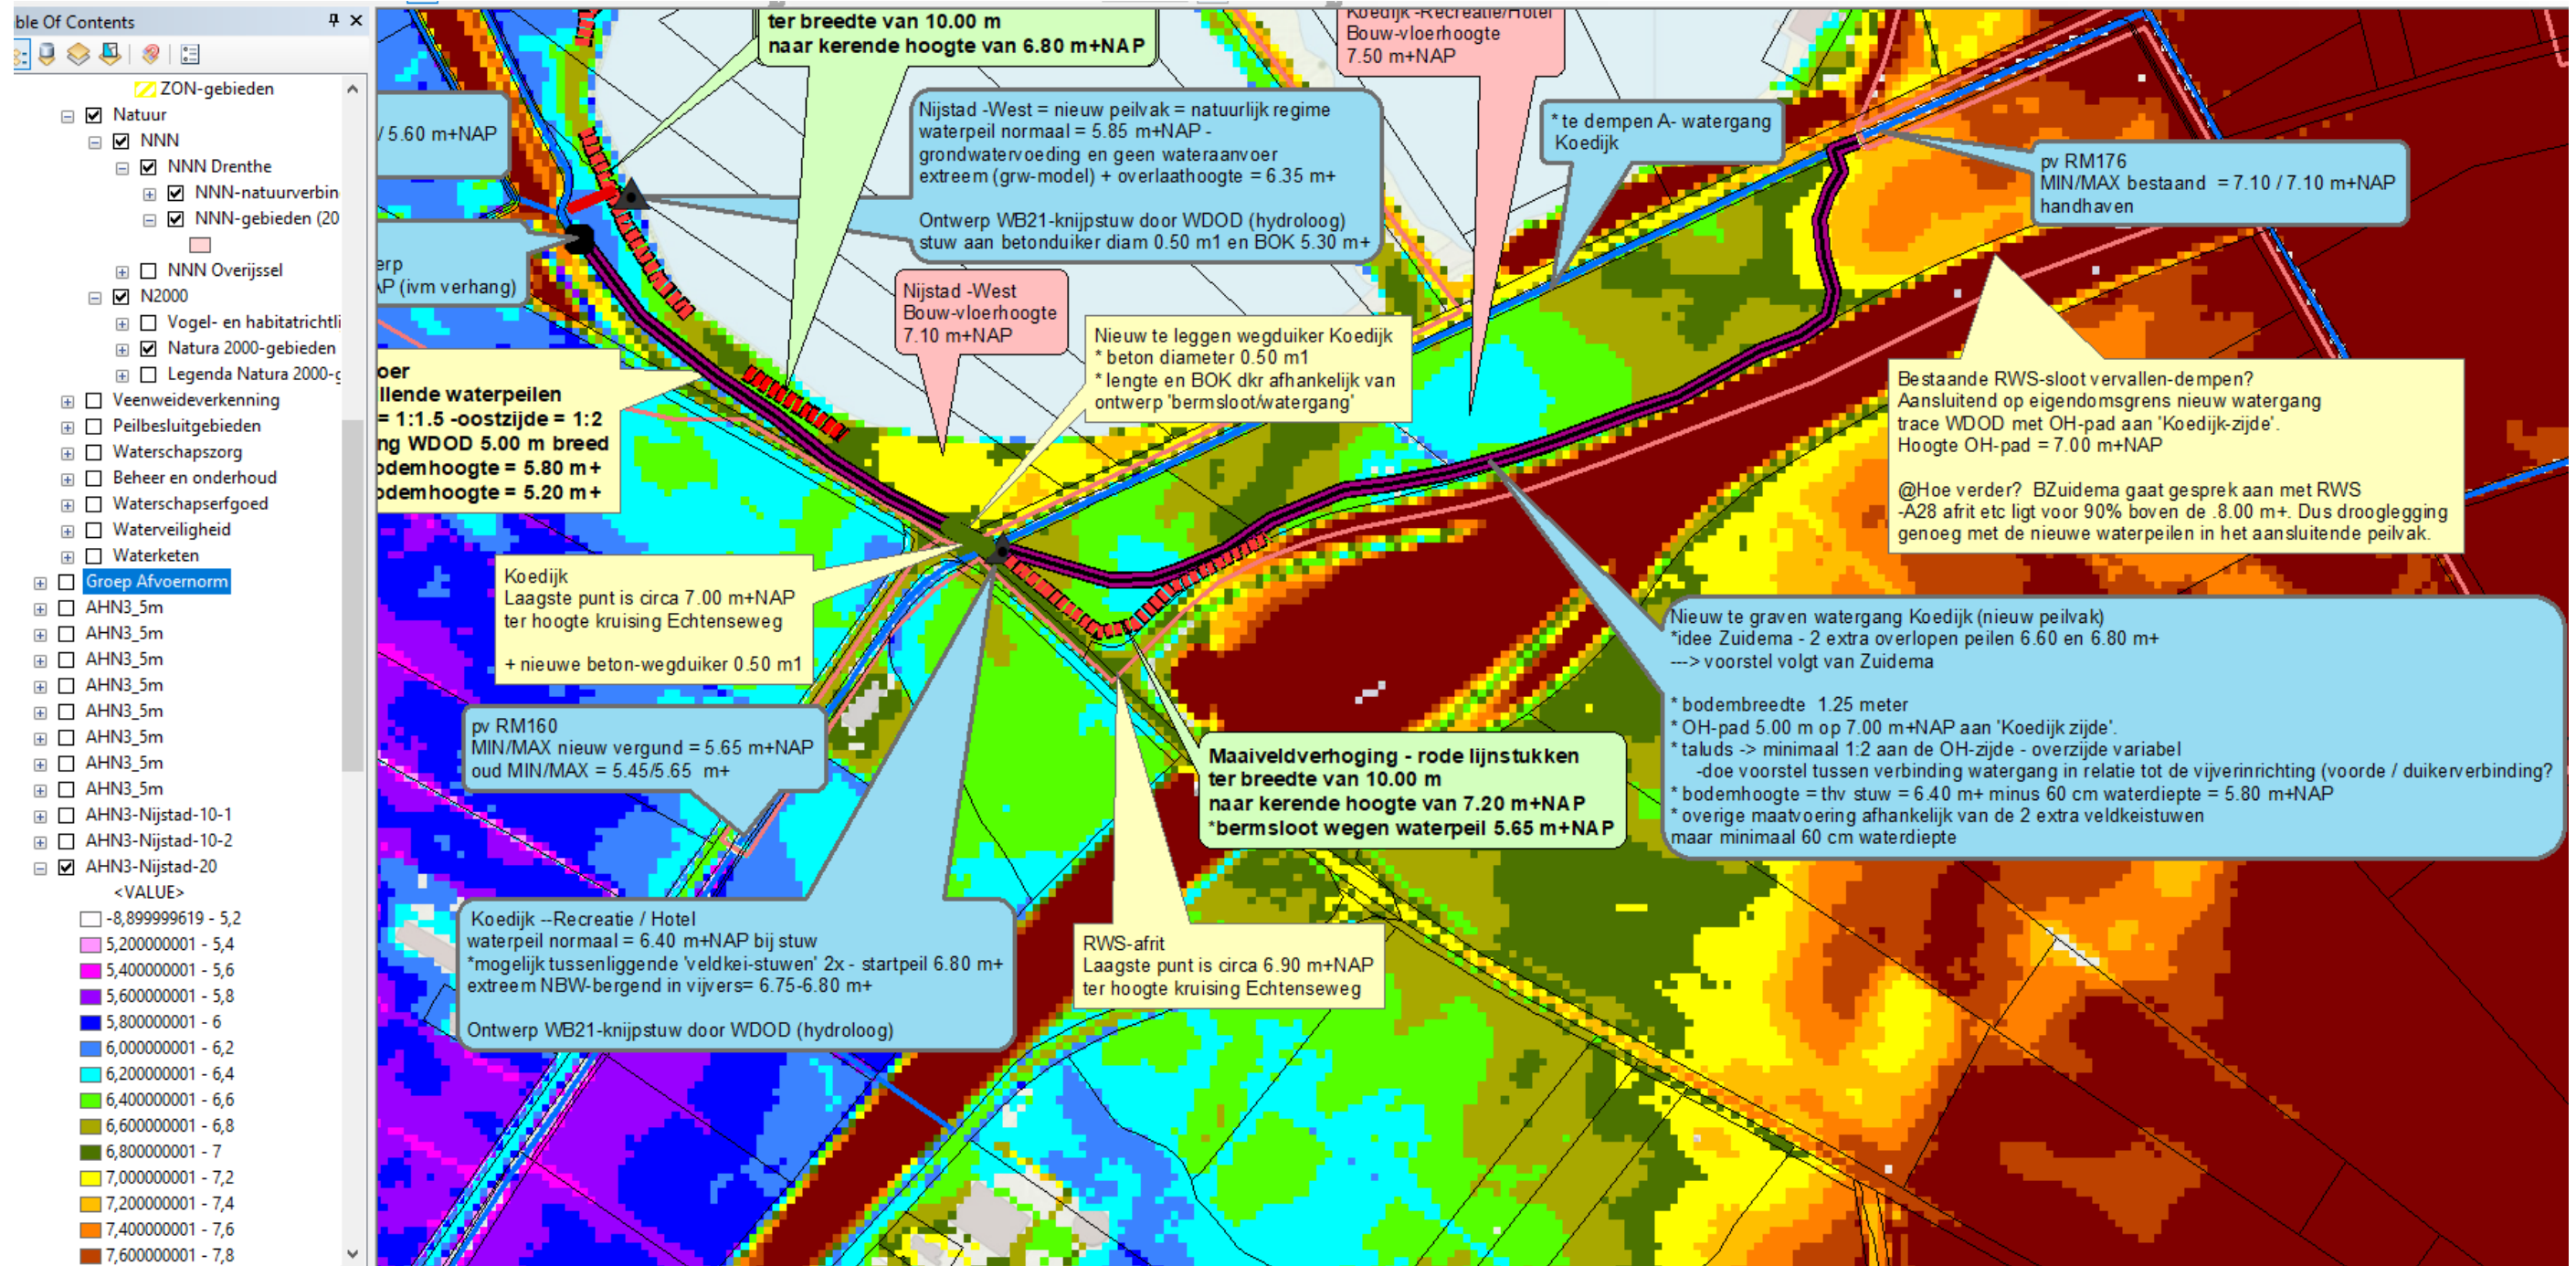 ble Of Contents
ZON-gebieden
Natuur
NNN
NNN Drenthe
NNN-natuurverbin
NNN-gebieden (20
NNN Overijssel
N2000
Vogel- en habitatrichtli
Natura 2000-gebieden
Legenda Natura 2000-g
Veenweideverkenning
Peilbesluitgebieden
Waterschapszorg
Beheer en onderhoud
Waterschapserfgoed
Waterveiligheid
Waterketen
Groep Afvoernorm
AHN3_5m
AHN3_5m
AHN3_5m
AHN3_5m
AHN3_5m
AHN3_5m
AHN3_5m
AHN3_5m
AHN3-Nijstad-10-1
AHN3-Nijstad-10-2
AHN3-Nijstad-20
<VALUE>
-8,899999619 - 5,2
5,200000001 - 5,4
5,400000001 - 5,6
5,600000001 - 5,8
5,800000001 - 6
6,000000001 - 6,2
6,200000001 - 6,4
6,400000001 - 6,6
6,600000001 - 6,8
6,800000001 - 7
7,000000001 - 7,2
7,200000001 - 7,4
7,400000001 - 7,6
7,600000001 - 7,8
ter breedte van 10.00 m
naar kerende hoogte van 6.80 m+NAP
Koedijk -Recreatie/Hotel
Bouw-vloerhoogte
7.50 m+NAP
/ 5.60 m+NAP
Nijstad -West = nieuw peilvak = natuurlijk regime
waterpeil normaal = 5.85 m+NAP -
grondwatervoeding en geen wateraanvoer
extreem (grw-model) + overlaathoogte = 6.35 m+
Ontwerp WB21-knijpstuw door WDOD (hydroloog)
stuw aan betonduiker diam 0.50 m1 en BOK 5.30 m+
* te dempen A- watergang
Koedijk
pv RM176
MIN/MAX bestaand = 7.10 / 7.10 m+NAP
handhaven
erp
AP (ivm verhang)
Nijstad -West
Bouw-vloerhoogte
7.10 m+NAP
Nieuw te leggen wegduiker Koedijk
* beton diameter 0.50 m1
* lengte en BOK dkr afhankelijk van
ontwerp 'bermsloot/watergang'
oer
llende waterpeilen
= 1:1.5 -oostzijde = 1:2
ng WDOD 5.00 m breed
odemhoogte = 5.80 m+
odemhoogte = 5.20 m+
Bestaande RWS-sloot vervallen-dempen?
Aansluitend op eigendomsgrens nieuw watergang
trace WDOD met OH-pad aan 'Koedijk-zijde'.
Hoogte OH-pad = 7.00 m+NAP
@Hoe verder? BZuidema gaat gesprek aan met RWS
-A28 afrit etc ligt voor 90% boven de .8.00 m+. Dus drooglegging
genoeg met de nieuwe waterpeilen in het aansluitende peilvak.
Koedijk
Laagste punt is circa 7.00 m+NAP
ter hoogte kruising Echtenseweg
+ nieuwe beton-wegduiker 0.50 m1
Nieuw te graven watergang Koedijk (nieuw peilvak)
*idee Zuidema - 2 extra overlopen peilen 6.60 en 6.80 m+
---> voorstel volgt van Zuidema
* bodembreedte 1.25 meter
* OH-pad 5.00 m op 7.00 m+NAP aan 'Koedijk zijde'.
* taluds -> minimaal 1:2 aan de OH-zijde - overzijde variabel
-doe voorstel tussen verbinding watergang in relatie tot de vijverinrichting (voorde / duikerverbinding?
* bodemhoogte = thv stuw = 6.40 m+ minus 60 cm waterdiepte = 5.80 m+NAP
* overige maatvoering afhankelijk van de 2 extra veldkeistuwen
maar minimaal 60 cm waterdiepte
pv RM160
MIN/MAX nieuw vergund = 5.65 m+NAP
oud MIN/MAX = 5.45/5.65 m+
Maaiveldverhoging - rode lijnstukken
ter breedte van 10.00 m
naar kerende hoogte van 7.20 m+NAP
*bermsloot wegen waterpeil 5.65 m+NAP
Koedijk --Recreatie / Hotel
waterpeil normaal = 6.40 m+NAP bij stuw
*mogelijk tussenliggende 'veldkei-stuwen' 2x - startpeil 6.80 m+
extreem NBW-bergend in vijvers= 6.75-6.80 m+
Ontwerp WB21-knijpstuw door WDOD (hydroloog)
RWS-afrit
Laagste punt is circa 6.90 m+NAP
ter hoogte kruising Echtenseweg